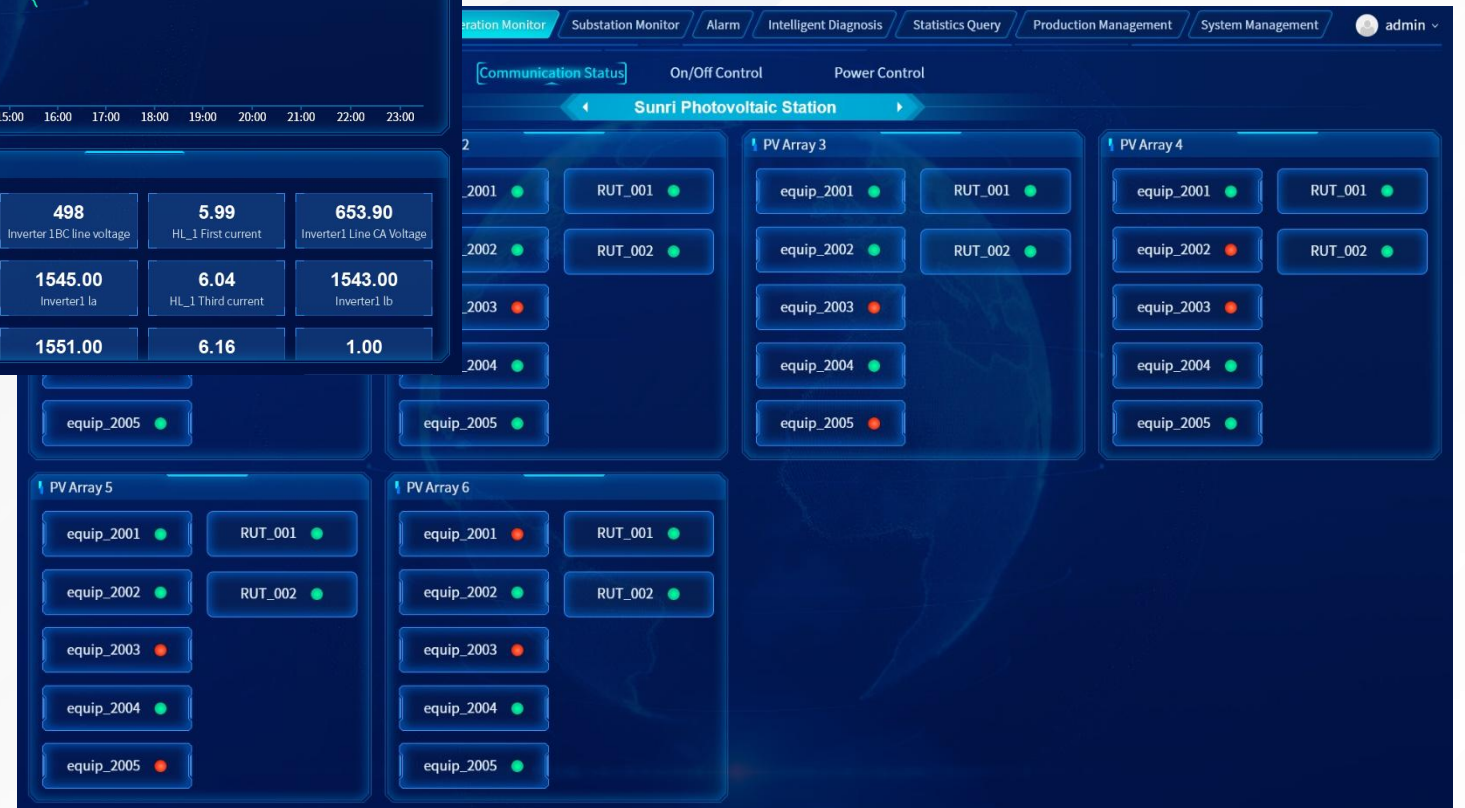 eration Monitor Substation Monitor Alarm Intelligent Diagnosis Statistics Query Production Management System Management admin
Communication Status On/Off Control Power Control
Sunri Photovoltaic Station
5:00 16:00 17:00 18:00 19:00 20:00 21:00 22:00 23:00
498 5.99 653.90
Inverter 1BC line voltage HL_1 First current Inverter1 Line CA Voltage
1545.00 6.04 1543.00
Inverter1 la HL_1 Third current Inverter1 lb
1551.00 6.16 1.00
equip_2005
2
_2001 RUT_001
_2002 RUT_002
_2003
_2004
equip_2005
PV Array 3
equip_2001 RUT_001
equip_2002 RUT_002
equip_2003
equip_2004
equip_2005
PV Array 4
equip_2001 RUT_001
equip_2002 RUT_002
equip_2003
equip_2004
equip_2005
PV Array 5
equip_2001 RUT_001
equip_2002 RUT_002
equip_2003
equip_2004
equip_2005
PV Array 6
equip_2001 RUT_001
equip_2002 RUT_002
equip_2003
equip_2004
equip_2005